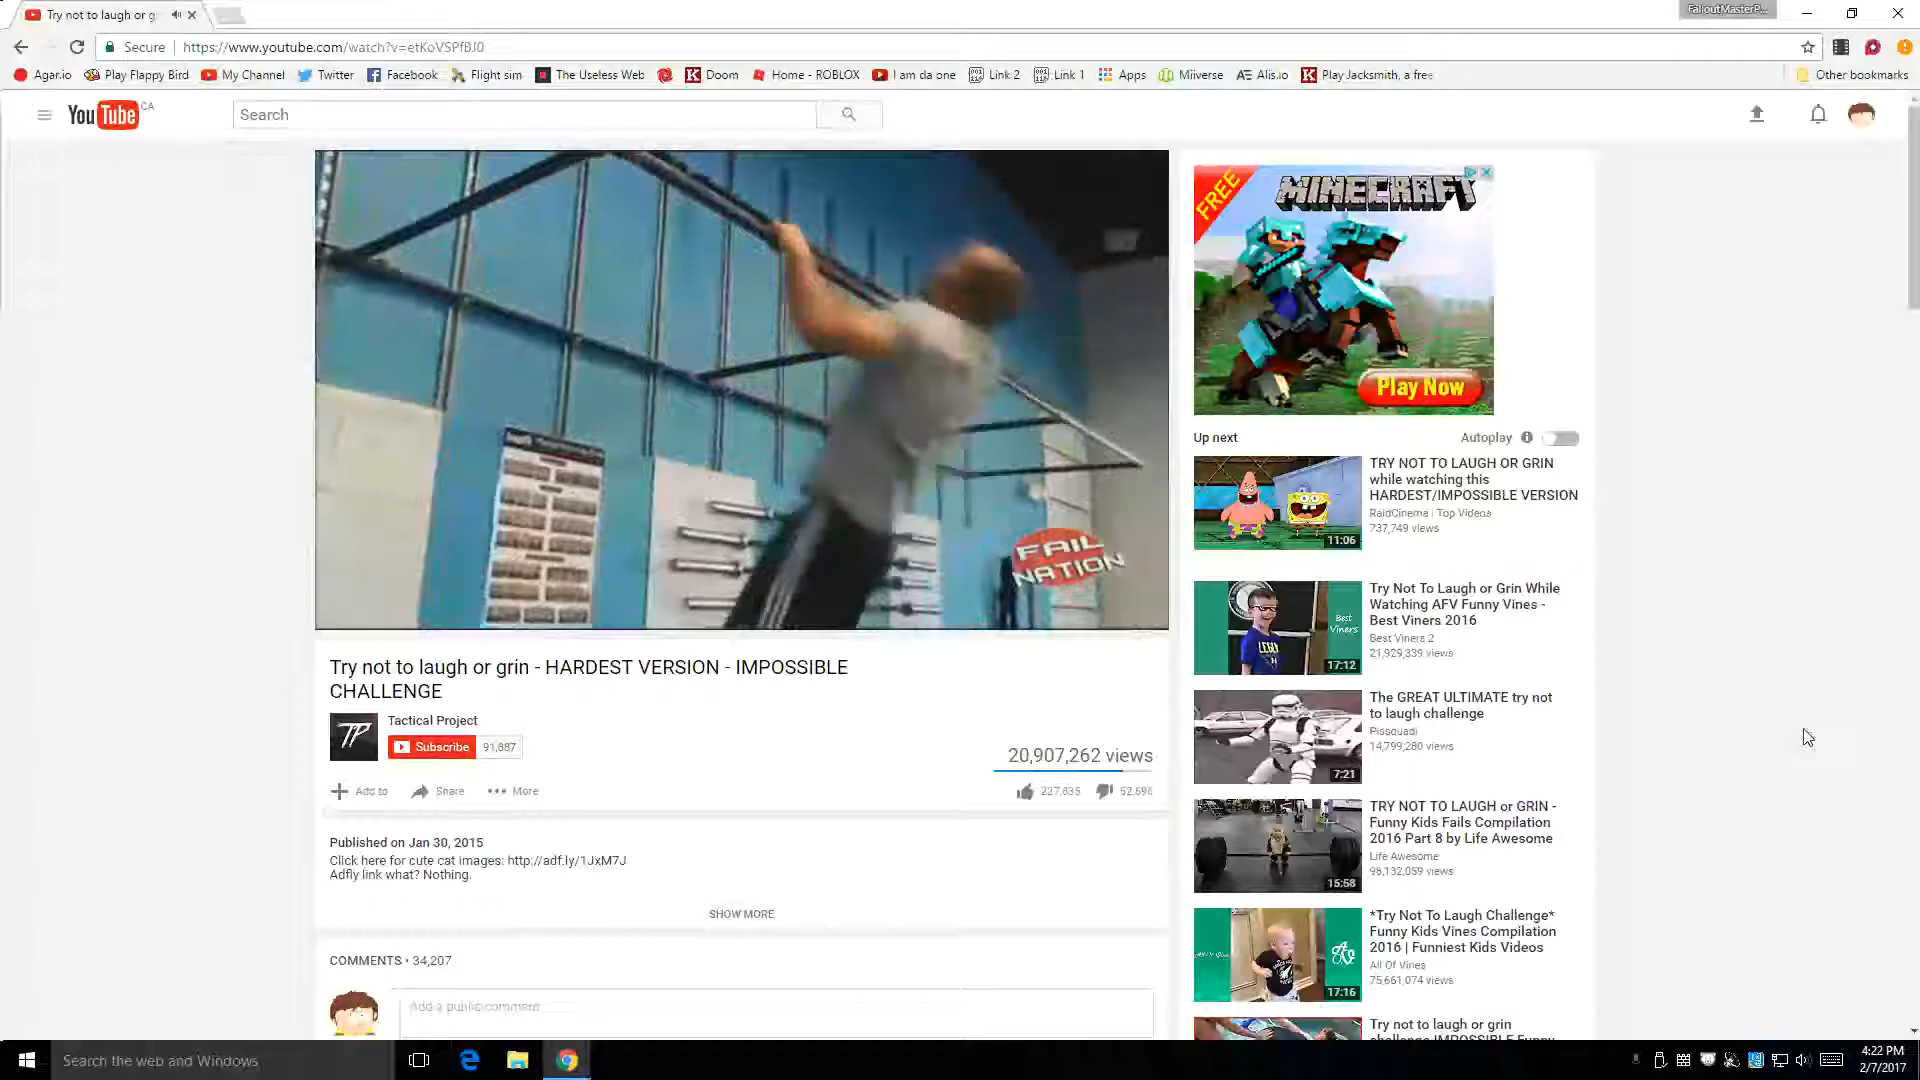 Try not to laugh or g
FalloutMasterP...
Secure
https://www.youtube.com/watch?v=etKoVSPfBJ0
Agar.io
Play Flappy Bird
My Channel
Twitter
Facebook
Flight sim
The Useless Web
Doom
Home - ROBLOX
I am da one
Link 2
Link 1
Apps
Miiverse
Alis.io
Play Jacksmith, a free
Other bookmarks
YouTube CA
Search
FAIL NATION
FREE
MINECRAFT
Play Now
Up next
Autoplay
TRY NOT TO LAUGH OR GRIN
while watching this
HARDEST/IMPOSSIBLE VERSION
RaidCinema | Top Videos
737,749 views
11:06
Try Not To Laugh or Grin While
Watching AFV Funny Vines -
Best Viners 2016
Best Viners 2
21,929,339 views
Best
Viners
17:12
The GREAT ULTIMATE try not
to laugh challenge
Pissquadi
14,799,280 views
7:21
TRY NOT TO LAUGH or GRIN -
Funny Kids Fails Compilation
2016 Part 8 by Life Awesome
Life Awesome
98,132,059 views
15:58
*Try Not To Laugh Challenge*
Funny Kids Vines Compilation
2016 | Funniest Kids Videos
All Of Vines
75,661,074 views
17:16
Try not to laugh or grin
Try not to laugh or grin - HARDEST VERSION - IMPOSSIBLE
CHALLENGE
TP
Tactical Project
Subscribe
91,887
20,907,262 views
Add to
Share
More
227,835
52,696
Published on Jan 30, 2015
Click here for cute cat images: http://adf.ly/1JxM7J
Adfly link what? Nothing.
SHOW MORE
COMMENTS • 34,207
Add a public comment
Search the web and Windows
4:22 PM
2/7/2017